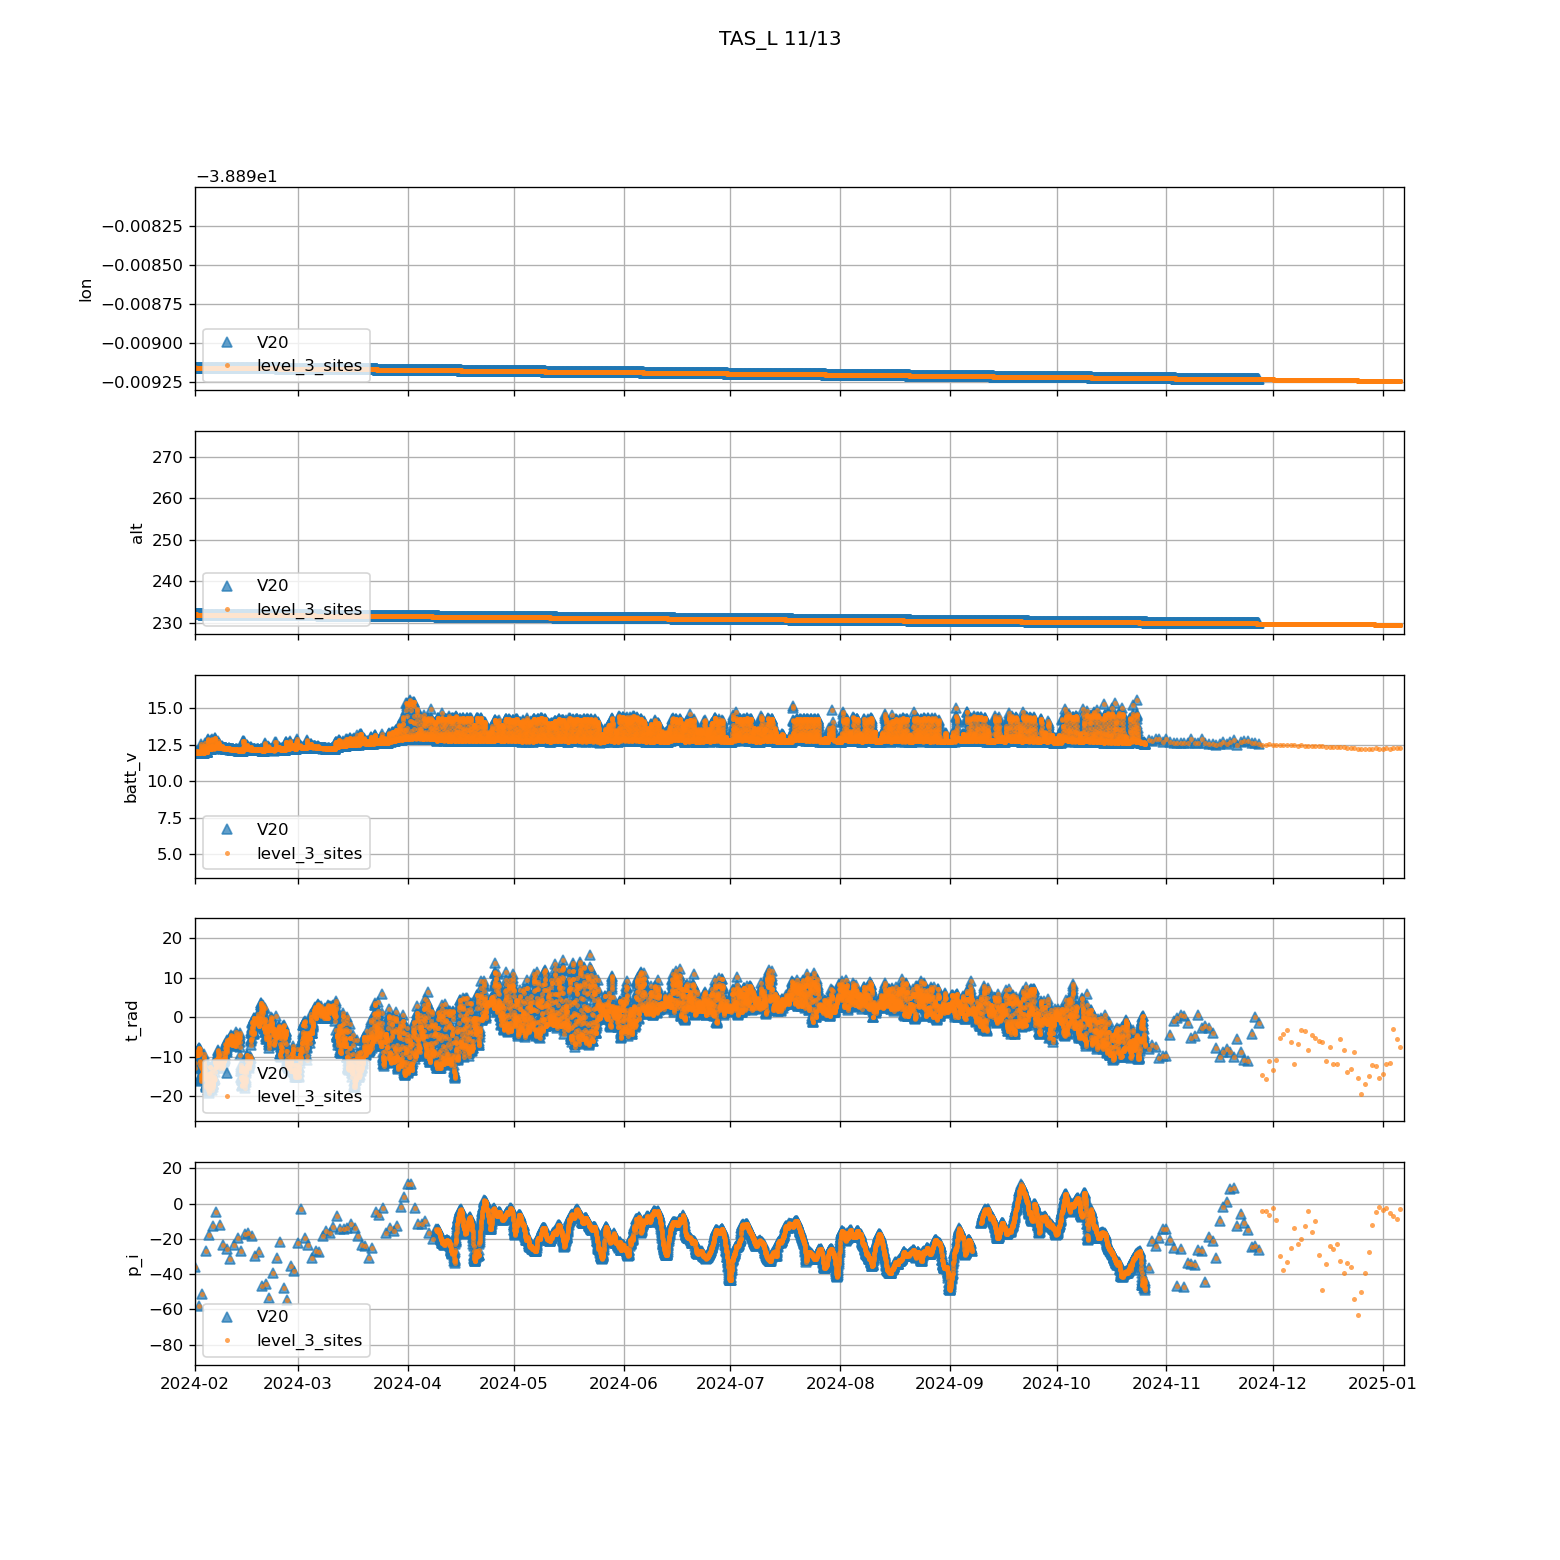 TAS_L 11/13
−3.889e1
−0.00825
−0.00850
−0.00875
−0.00900
−0.00925
lon
V20
level_3_sites
270
260
250
240
230
alt
V20
level_3_sites
15.0
12.5
10.0
7.5
5.0
batt_v
V20
level_3_sites
20
10
0
−10
−20
t_rad
V20
level_3_sites
20
0
−20
−40
−60
−80
p_i
V20
level_3_sites
2024-02 2024-03 2024-04 2024-05 2024-06 2024-07 2024-08 2024-09 2024-10 2024-11 2024-12 2025-01